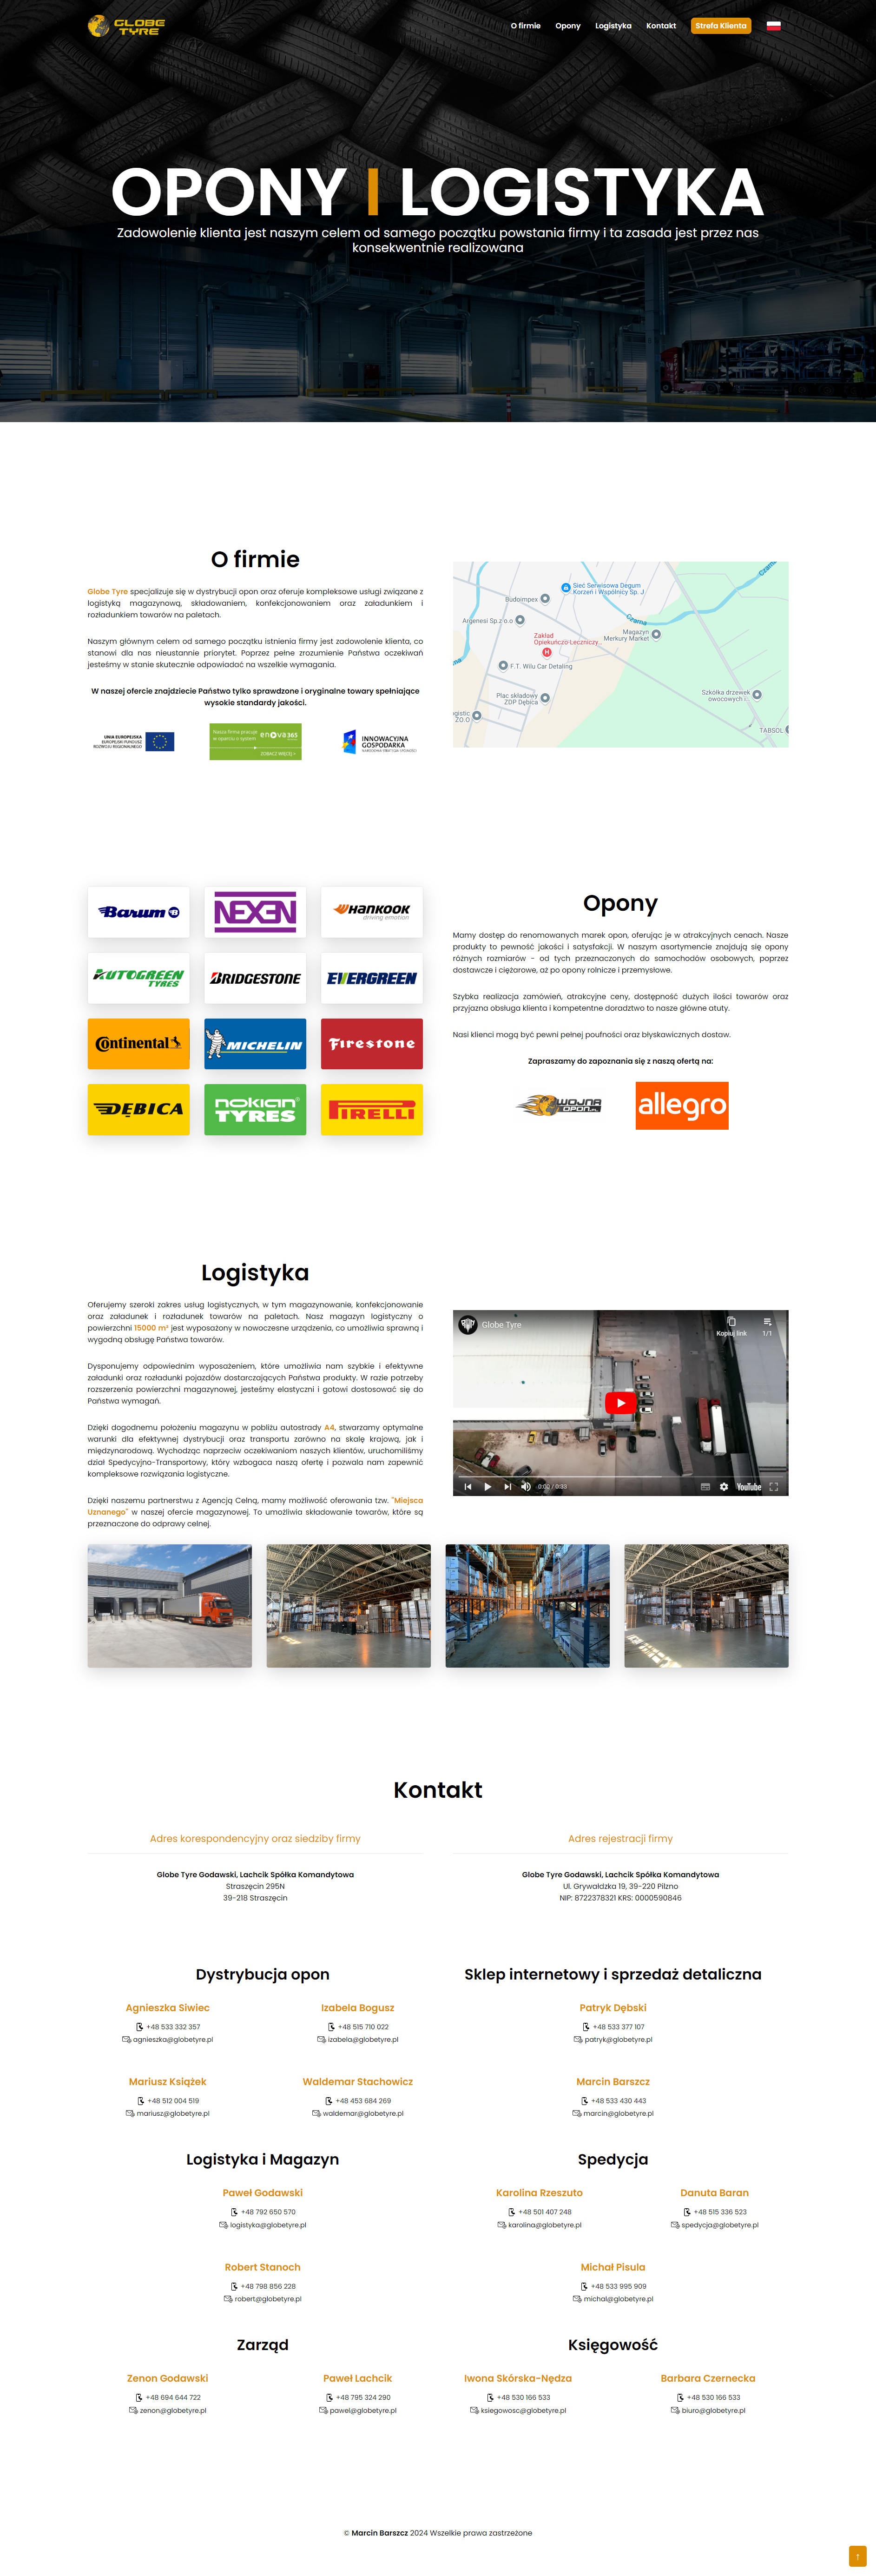 GLOBE
TYRE
O firmie
Opony
Logistyka
Kontakt
Strefa Klienta
OPONY I LOGISTYKA
Zadowolenie klienta jest naszym celem od samego początku powstania firmy i ta zasada jest przez nas
konsekwentnie realizowana
O firmie
Globe Tyre specjalizuje się w dystrybucji opon oraz oferuje kompleksowe usługi związane z
logistyką magazynową, składowaniem, konfekcjonowaniem oraz załadunkiem i
rozładunkiem towarów na paletach.
Naszym głównym celem od samego początku istnienia firmy jest zadowolenie klienta, co
stanowi dla nas nieustannie priorytet. Poprzez pełne zrozumienie Państwa oczekiwań
jesteśmy w stanie skutecznie odpowiadać na wszelkie wymagania.
W naszej ofercie znajdziecie Państwo tylko sprawdzone i oryginalne towary spełniające
wysokie standardy jakości.
UNIA EUROPEJSKA
EUROPEJSKI FUNDUSZ
ROZWOJU REGIONALNEGO
Nasza firma pracuje
w oparciu o system
enova365
ZOBACZ WIĘCEJ >
INNOWACYJNA
GOSPODARKA
NARODOWA STRATEGIA SPÓJNOŚCI
Sieć Serwisowa Degum
Korzeń i Wspólnicy Sp. J
Czarna
Budoimpex
Argenesi Sp.z o.o
Czarna
Zakład
Opiekuńczo-Leczniczy
Magazyn
Merkury Market
F.T. Wilu Car Detaling
Plac składowy
ZDP Dębica
Szkółka drzewek
owocowych i...
TABSOL
Barum
NEXEN
HANKOOK
driving emotion
AUTOGREEN
TYRES
BRIDGESTONE
EVERGREEN
Continental
MICHELIN
Firestone
DĘBICA
nokian
TYRES
PIRELLI
Opony
Mamy dostęp do renomowanych marek opon, oferując je w atrakcyjnych cenach. Nasze
produkty to pewność jakości i satysfakcji. W naszym asortymencie znajdują się opony
różnych rozmiarów - od tych przeznaczonych do samochodów osobowych, poprzez
dostawcze i ciężarowe, aż po opony rolnicze i przemysłowe.
Szybka realizacja zamówień, atrakcyjne ceny, dostępność dużych ilości towarów oraz
przyjazna obsługa klienta i kompetentne doradztwo to nasze główne atuty.
Nasi klienci mogą być pewni pełnej poufności oraz błyskawicznych dostaw.
Zapraszamy do zapoznania się z naszą ofertą na:
WOJNA
OPON.PL
allegro
Logistyka
Oferujemy szeroki zakres usług logistycznych, w tym magazynowanie, konfekcjonowanie
oraz załadunek i rozładunek towarów na paletach. Nasz magazyn logistyczny o
powierzchni 15000 m² jest wyposażony w nowoczesne urządzenia, co umożliwia sprawną i
wygodną obsługę Państwa towarów.
Dysponujemy odpowiednim wyposażeniem, które umożliwia nam szybkie i efektywne
załadunki oraz rozładunki pojazdów dostarczających Państwa produkty. W razie potrzeby
rozszerzenia powierzchni magazynowej, jesteśmy elastyczni i gotowi dostosować się do
Państwa wymagań.
Dzięki dogodnemu położeniu magazynu w pobliżu autostrady A4, stwarzamy optymalne
warunki dla efektywnej dystrybucji oraz transportu zarówno na skalę krajową, jak i
międzynarodową. Wychodząc naprzeciw oczekiwaniom naszych klientów, uruchomiliśmy
dział Spedycyjno-Transportowy, który wzbogaca naszą ofertę i pozwala nam zapewnić
kompleksowe rozwiązania logistyczne.
Dzięki naszemu partnerstwu z Agencją Celną, mamy możliwość oferowania tzw. "Miejsca
Uznanego" w naszej ofercie magazynowej. To umożliwia składowanie towarów, które są
przeznaczone do odprawy celnej.
Globe Tyre
Kopiuj link
1/1
0:00 / 0:33
YouTube
Kontakt
Adres korespondencyjny oraz siedziby firmy
Globe Tyre Godawski, Lachcik Spółka Komandytowa
Straszęcin 295N
39-218 Straszęcin
Adres rejestracji firmy
Globe Tyre Godawski, Lachcik Spółka Komandytowa
Ul. Grywałdzka 19, 39-220 Pilzno
NIP: 8722378321 KRS: 0000590846
Dystrybucja opon
Agnieszka Siwiec
+48 533 332 357
agnieszka@globetyre.pl
Izabela Bogusz
+48 515 710 022
izabela@globetyre.pl
Mariusz Książek
+48 512 004 519
mariusz@globetyre.pl
Waldemar Stachowicz
+48 453 684 269
waldemar@globetyre.pl
Sklep internetowy i sprzedaż detaliczna
Patryk Dębski
+48 533 377 107
patryk@globetyre.pl
Marcin Barszcz
+48 533 430 443
marcin@globetyre.pl
Logistyka i Magazyn
Paweł Godawski
+48 792 650 570
logistyka@globetyre.pl
Robert Stanoch
+48 798 856 228
robert@globetyre.pl
Spedycja
Karolina Rzeszuto
+48 501 407 248
karolina@globetyre.pl
Danuta Baran
+48 515 336 523
spedycja@globetyre.pl
Michał Pisula
+48 533 995 909
michal@globetyre.pl
Zarząd
Zenon Godawski
+48 694 644 722
zenon@globetyre.pl
Paweł Lachcik
+48 795 324 290
pawel@globetyre.pl
Księgowość
Iwona Skórska-Nędza
+48 530 166 533
ksiegowosc@globetyre.pl
Barbara Czernecka
+48 530 166 533
biuro@globetyre.pl
© Marcin Barszcz 2024 Wszelkie prawa zastrzeżone
↑